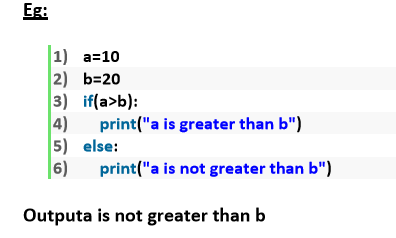 Eg:
1) a=10
2) b=20
3) if(a>b):
4) print("a is greater than b")
5) else:
6) print("a is not greater than b")
Outputa is not greater than b